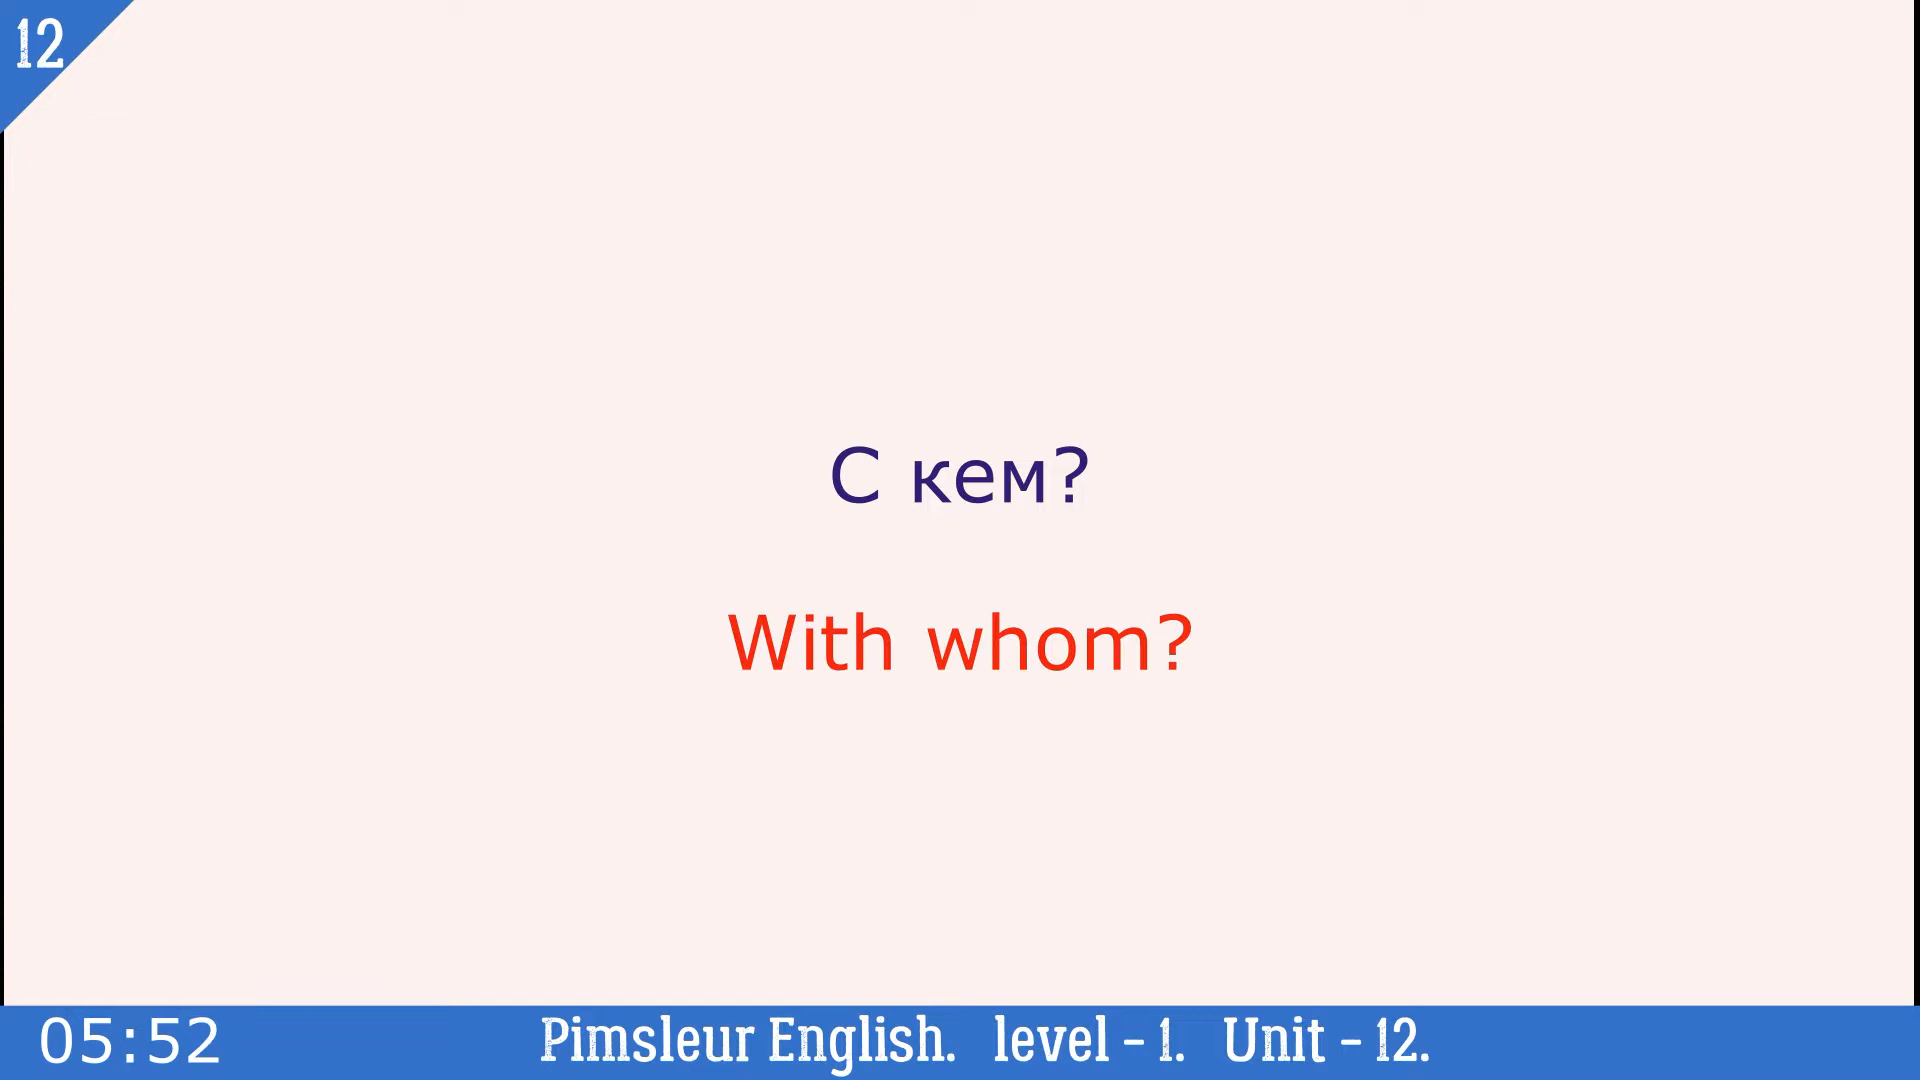 12
С кем?
With whom?
05:52 Pimsleur English. level - 1. Unit - 12.